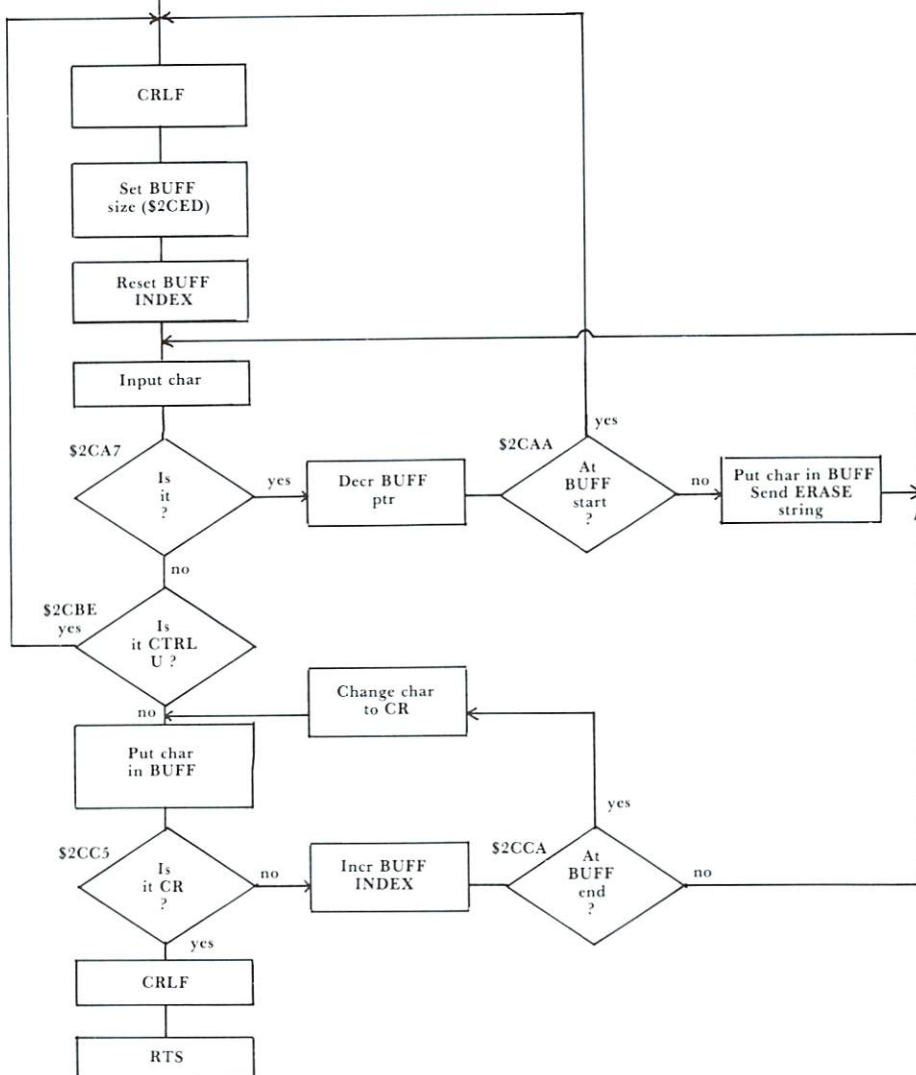 CRLF
Set BUFF
size ($2CED)
Reset BUFF
INDEX
Input char
$2CA7
Is
it
?
yes
no
Decr BUFF
ptr
$2CAA
At
BUFF
start
?
yes
no
Put char in BUFF
Send ERASE
string
$2CBE
yes
Is
it CTRL
U ?
no
Change char
to CR
Put char
in BUFF
$2CC5
Is
it CR
?
no
yes
Incr BUFF
INDEX
$2CCA
At
BUFF
end
?
yes
no
CRLF
RTS